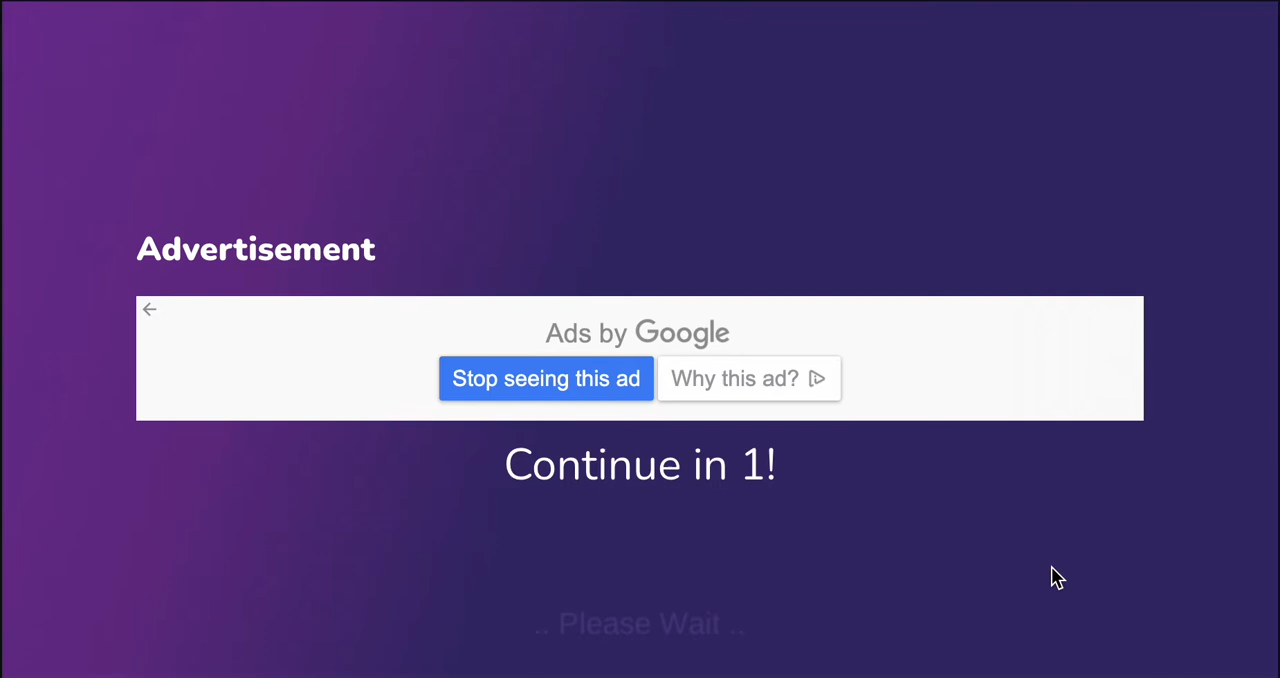 Advertisement
Ads by Google
Stop seeing this ad Why this ad?
Continue in 1!
.. Please Wait ..